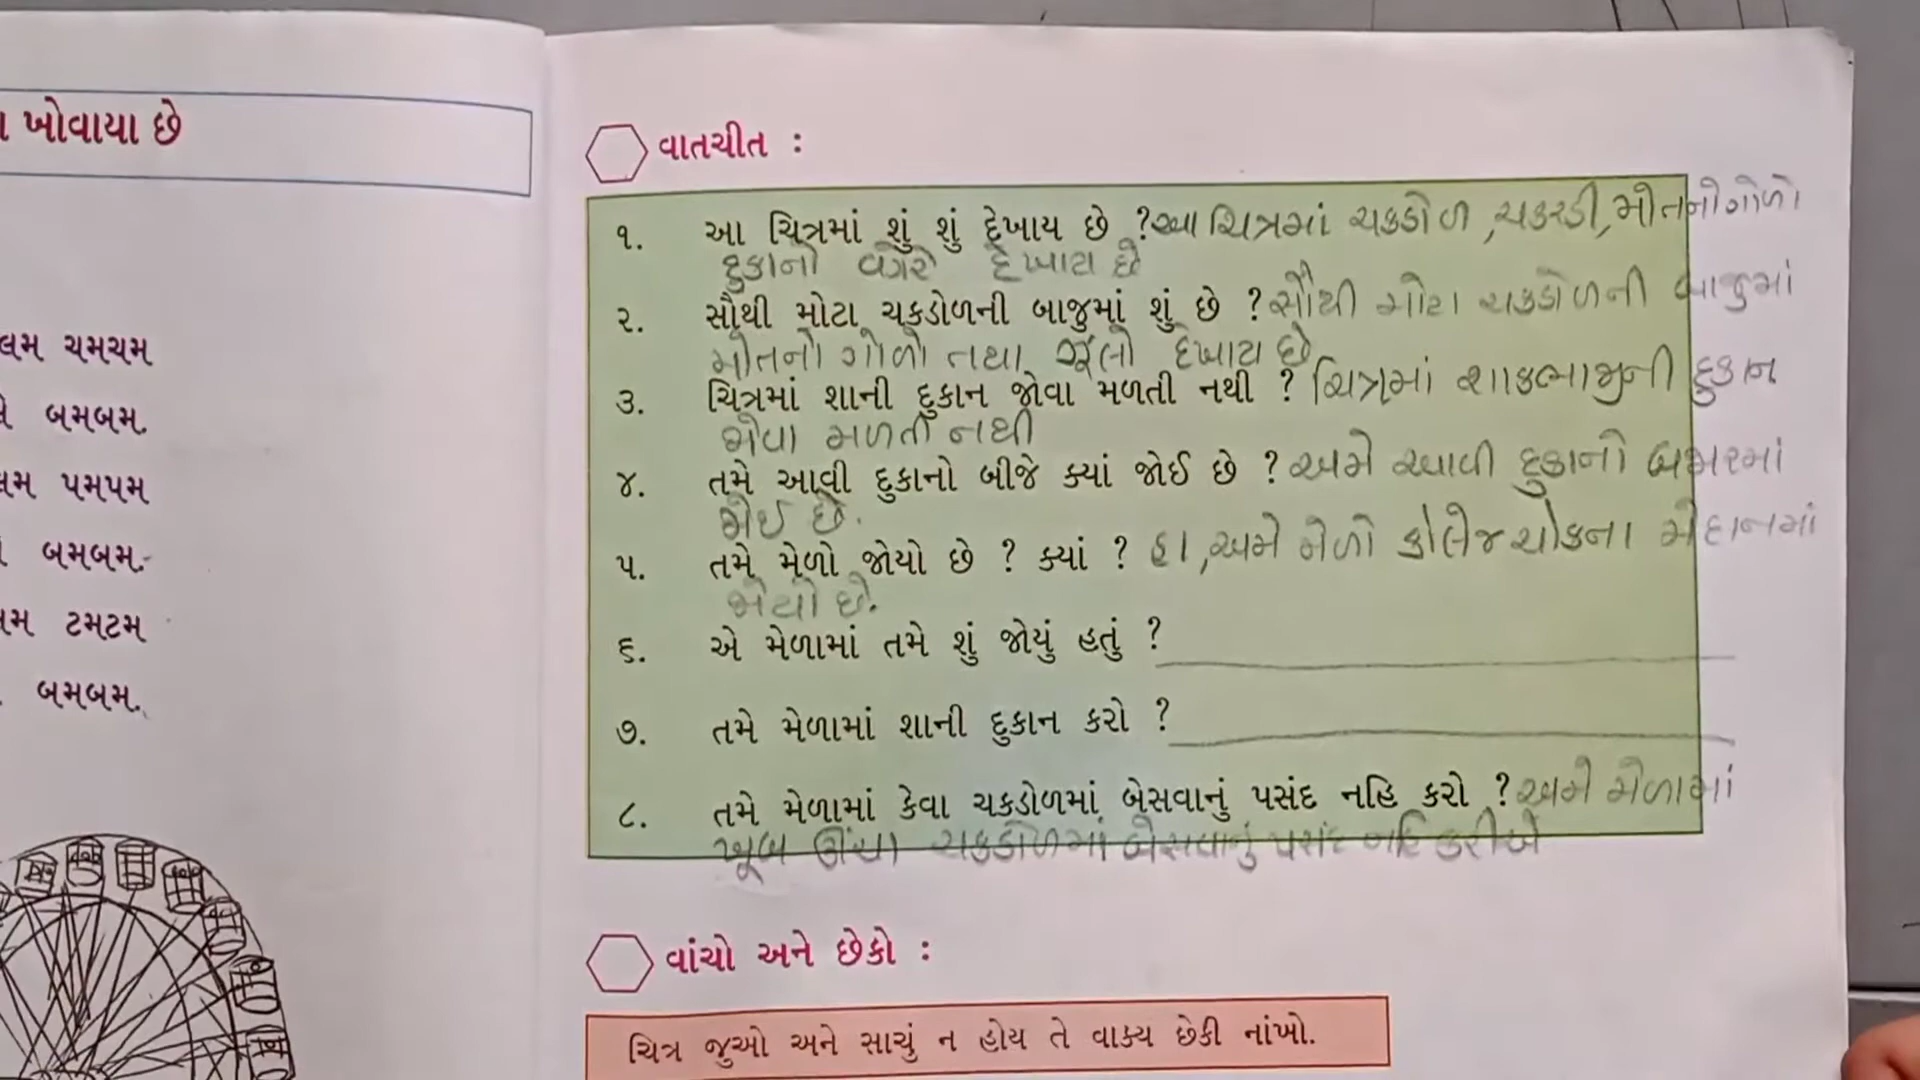 ખોવાયા છે
લમ ચમચમ
બમબમ.
પમપમ
બમબમ.
ટમટમ
બમબમ.
વાતચીત :
૧. આ ચિત્રમાં શું શું દેખાય છે ? આ ચિત્રમાં ચકડોળ, ચકરડી, મોતનો ગોળો
દુકાનો વગેરે દેખાય છે
૨. સૌથી મોટા ચકડોળની બાજુમાં શું છે ? સૌથી મોટા ચકડોળની બાજુમાં
મોતનો ગોળો તથા ઝૂલો દેખાય છે
૩. ચિત્રમાં શાની દુકાન જોવા મળતી નથી ? ચિત્રમાં શાકભાજીની દુકાન
જોવા મળતી નથી
૪. તમે આવી દુકાનો બીજે ક્યાં જોઈ છે ? અમે આવી દુકાનો બજારમાં
જોઈ છે.
૫. તમે મેળો જોયો છે ? ક્યાં ? હા, અમે મેળો કોલેજ ચોકના મેદાનમાં
જોયો છે.
૬. એ મેળામાં તમે શું જોયું હતું ?
૭. તમે મેળામાં શાની દુકાન કરો ?
૮. તમે મેળામાં કેવા ચકડોળમાં બેસવાનું પસંદ નહિ કરો ? અમે મેળામાં
ખૂબ ઊંચા ચકડોળમાં બેસવાનું પસંદ નહિ કરીએ
વાંચો અને છેકો :
ચિત્ર જુઓ અને સાચું ન હોય તે વાક્ય છેકી નાંખો.